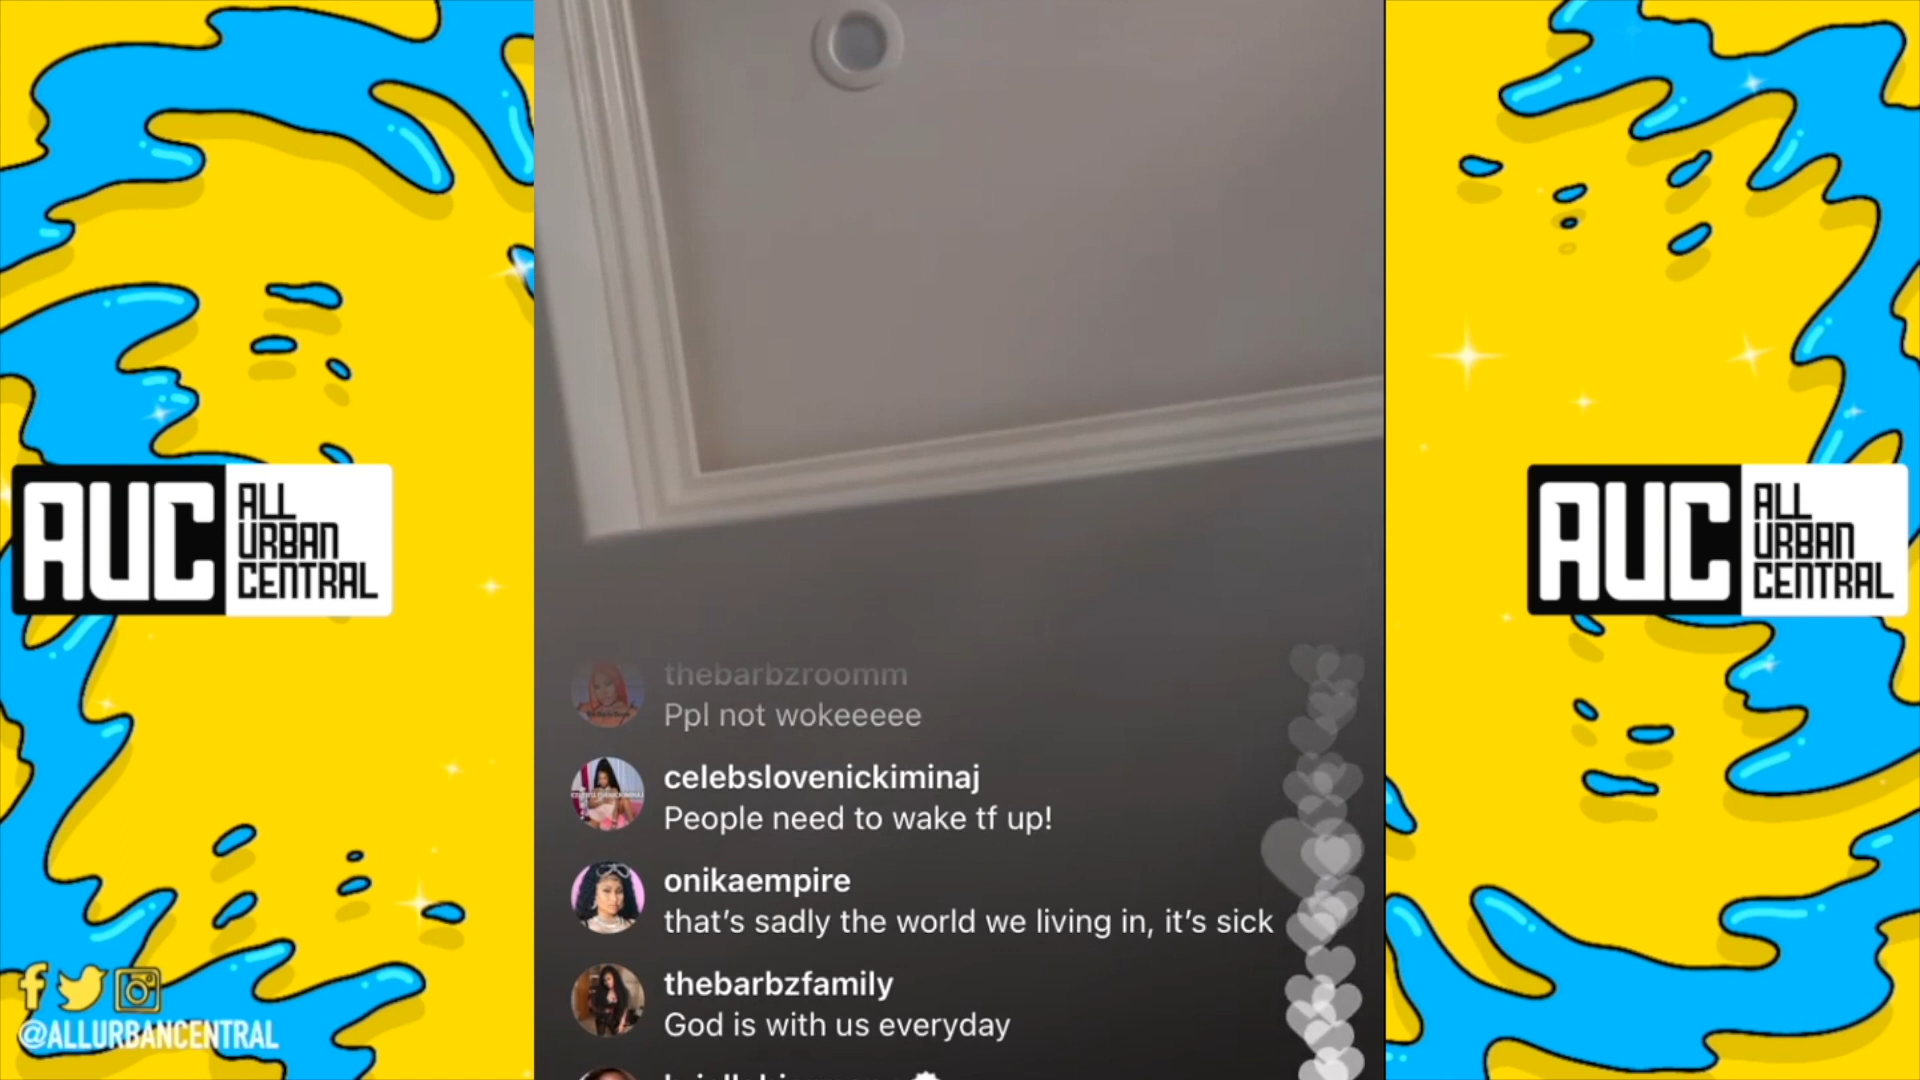 AUC
ALL
URBAN
CENTRAL
thebarbzroomm
Ppl not wokeeeee
celebslovenickiminaj
People need to wake tf up!
onikaempire
that’s sadly the world we living in, it’s sick
thebarbzfamily
God is with us everyday
AUC
ALL
URBAN
CENTRAL
@ALLURBANCENTRAL